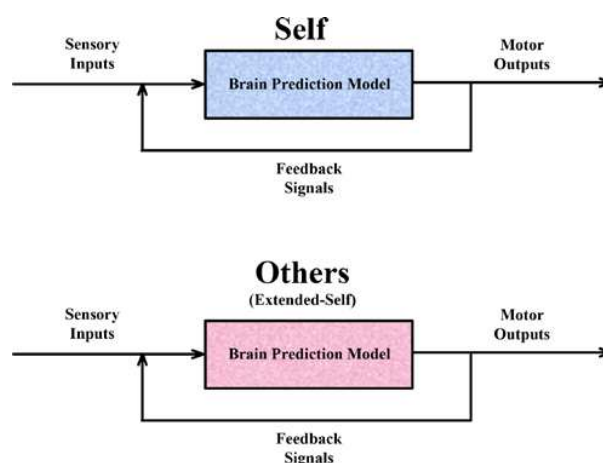 Self
Sensory
Inputs
Brain Prediction Model
Motor
Outputs
Feedback
Signals
Others
(Extended-Self)
Sensory
Inputs
Brain Prediction Model
Motor
Outputs
Feedback
Signals